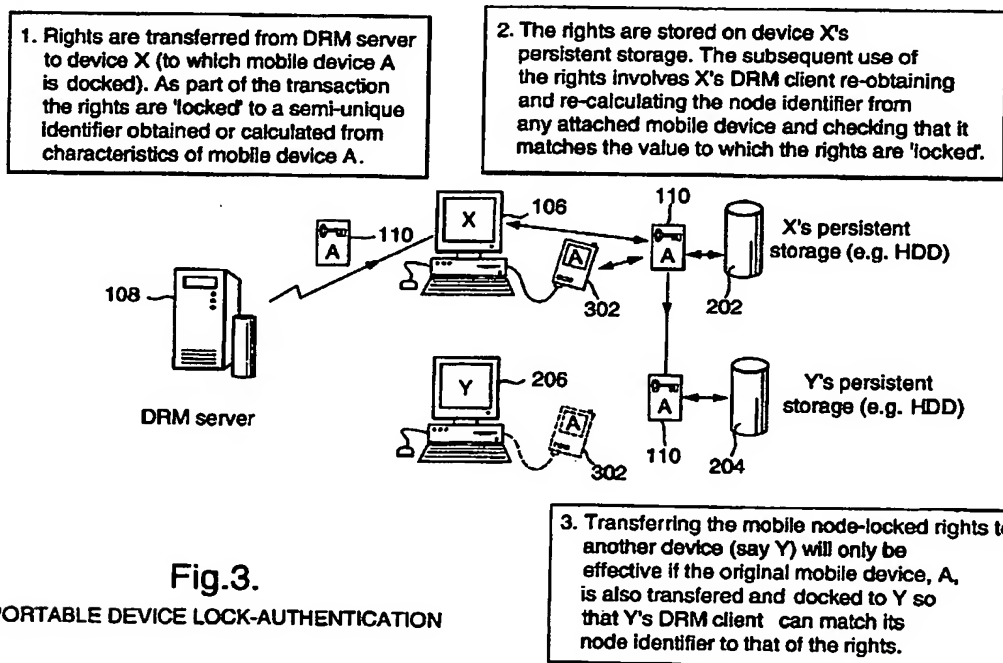 1. Rights are transferred from DRM server
to device X (to which mobile device A
is docked). As part of the transaction
the rights are 'locked' to a semi-unique
identifier obtained or calculated from
characteristics of mobile device A.
2. The rights are stored on device X's
persistent storage. The subsequent use of
the rights involves X's DRM client re-obtaining
and re-calculating the node identifier from
any attached mobile device and checking that it
matches the value to which the rights are 'locked'.
X
106
110
A
A
302
110
A
X's persistent
storage (e.g. HDD)
202
108
DRM server
Y
206
A
302
A
110
Y's persistent
storage (e.g. HDD)
204
3. Transferring the mobile node-locked rights to
another device (say Y) will only be
effective if the original mobile device, A,
is also transfered and docked to Y so
that Y's DRM client can match its
node identifier to that of the rights.
Fig.3.
PORTABLE DEVICE LOCK-AUTHENTICATION